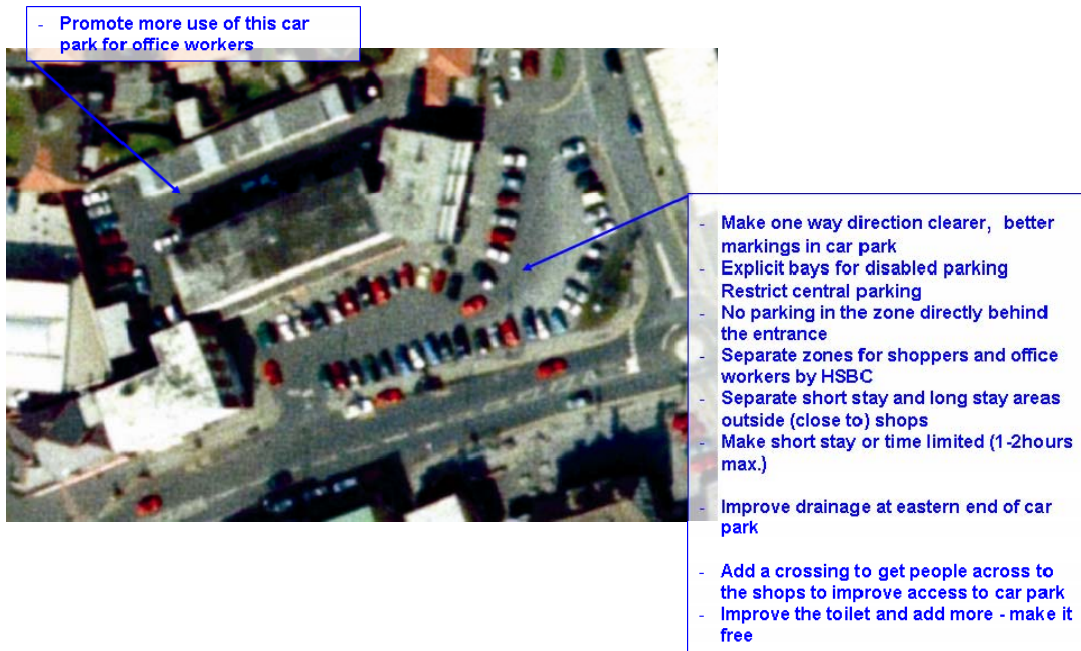 - Promote more use of this car
park for office workers
- Make one way direction clearer, better
markings in car park
- Explicit bays for disabled parking
Restrict central parking
- No parking in the zone directly behind
the entrance
- Separate zones for shoppers and office
workers by HSBC
- Separate short stay and long stay areas
outside (close to) shops
- Make short stay or time limited (1-2hours
max.)
- Improve drainage at eastern end of car
park
- Add a crossing to get people across to
the shops to improve access to car park
- Improve the toilet and add more - make it
free